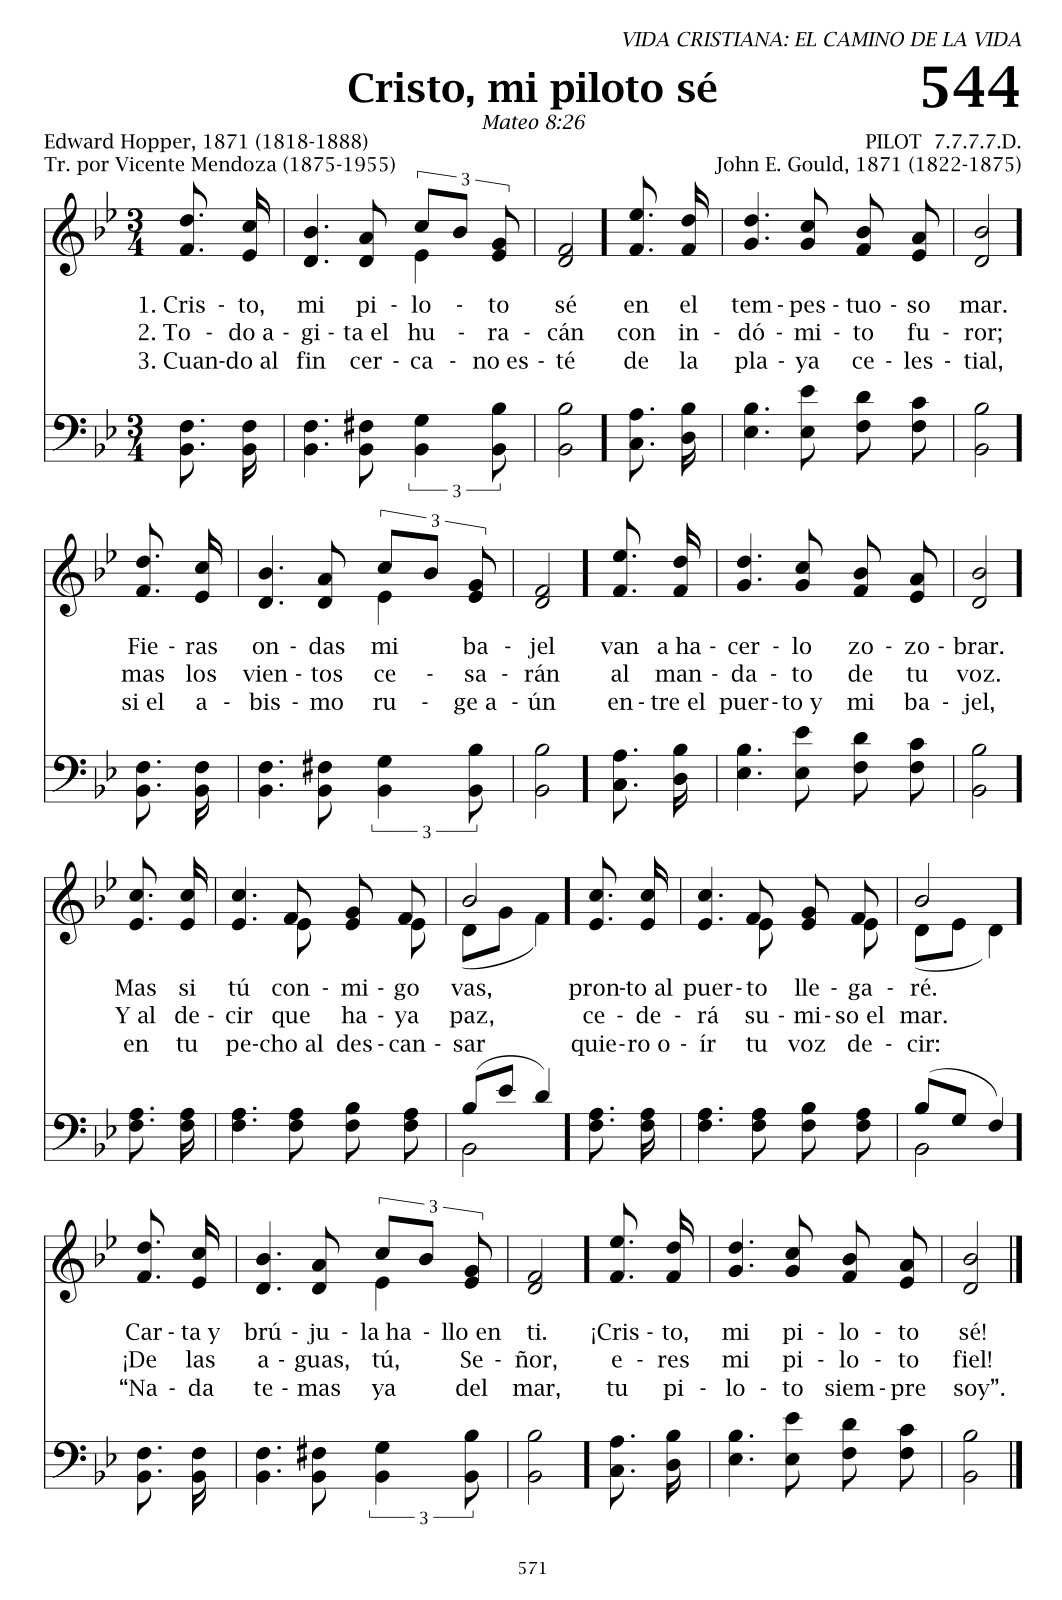 VIDA CRISTIANA: EL CAMINO DE LA VIDA
Cristo, mi piloto sé 544
Mateo 8:26
Edward Hopper, 1871 (1818-1888) PILOT 7.7.7.7.D.
Tr. por Vicente Mendoza (1875-1955) John E. Gould, 1871 (1822-1875)
3
3 4
1. Cris - to, mi pi - lo - to sé en el tem - pes - tuo - so mar.
2. To - do a - gi - ta el hu - ra - cán con in - dó - mi - to fu - ror;
3. Cuan-do al fin cer - ca - no es - té de la pla - ya ce - les - tial,
3 4
3
3
Fie - ras on - das mi ba - jel van a ha - cer - lo zo - zo - brar.
mas los vien - tos ce - sa - rán al man - da - to de tu voz.
si el a - bis - mo ru - ge a - ún en - tre el puer - to y mi ba - jel,
3
Mas si tú con - mi - go vas, pron-to al puer - to lle - ga - ré.
Y al de - cir que ha - ya paz, ce - de - rá su - mi - so el mar.
en tu pe-cho al des - can - sar quie - ro o - ír tu voz de - cir:
3
Car - ta y brú - ju - la ha - llo en ti. ¡Cris - to, mi pi - lo - to sé!
¡De las a - guas, tú, Se - ñor, e - res mi pi - lo - to fiel!
“Na - da te - mas ya del mar, tu pi - lo - to siem - pre soy”.
3
571